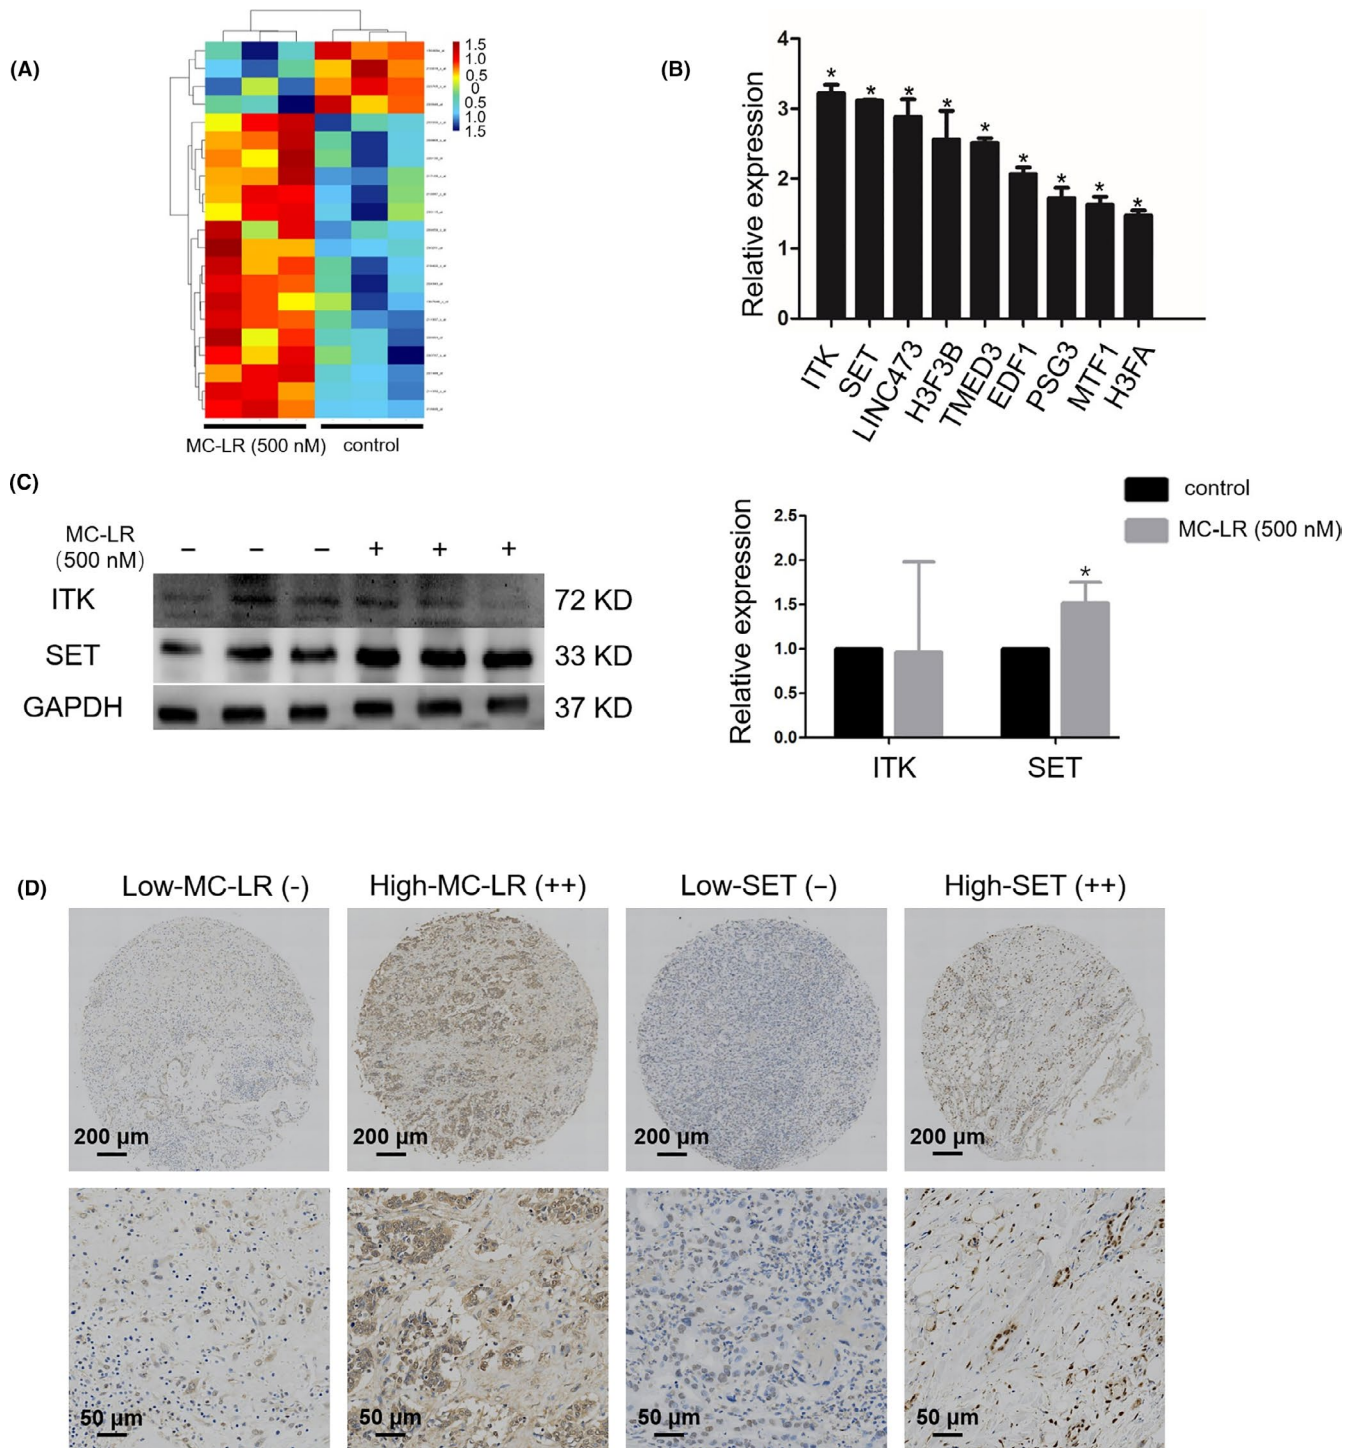 (A)
1.5
1.0
0.5
0
0.5
1.0
1.5
MC-LR (500 nM) control
(B)
Relative expression
4
3
2
1
0
* * * * * * * * *
ITK
SET
LINC473
H3F3B
TMED3
EDF1
PSG3
MTF1
H3FA
(C)
MC-LR
(500 nM)
− − − + + +
ITK 72 KD
SET 33 KD
GAPDH 37 KD
control
MC-LR (500 nM)
Relative expression
2.5
2.0
1.5
1.0
0.5
0.0
*
ITK SET
(D)
Low-MC-LR (-) High-MC-LR (++) Low-SET (−) High-SET (++)
200 µm 200 µm 200 µm 200 µm
50 µm 50 µm 50 µm 50 µm